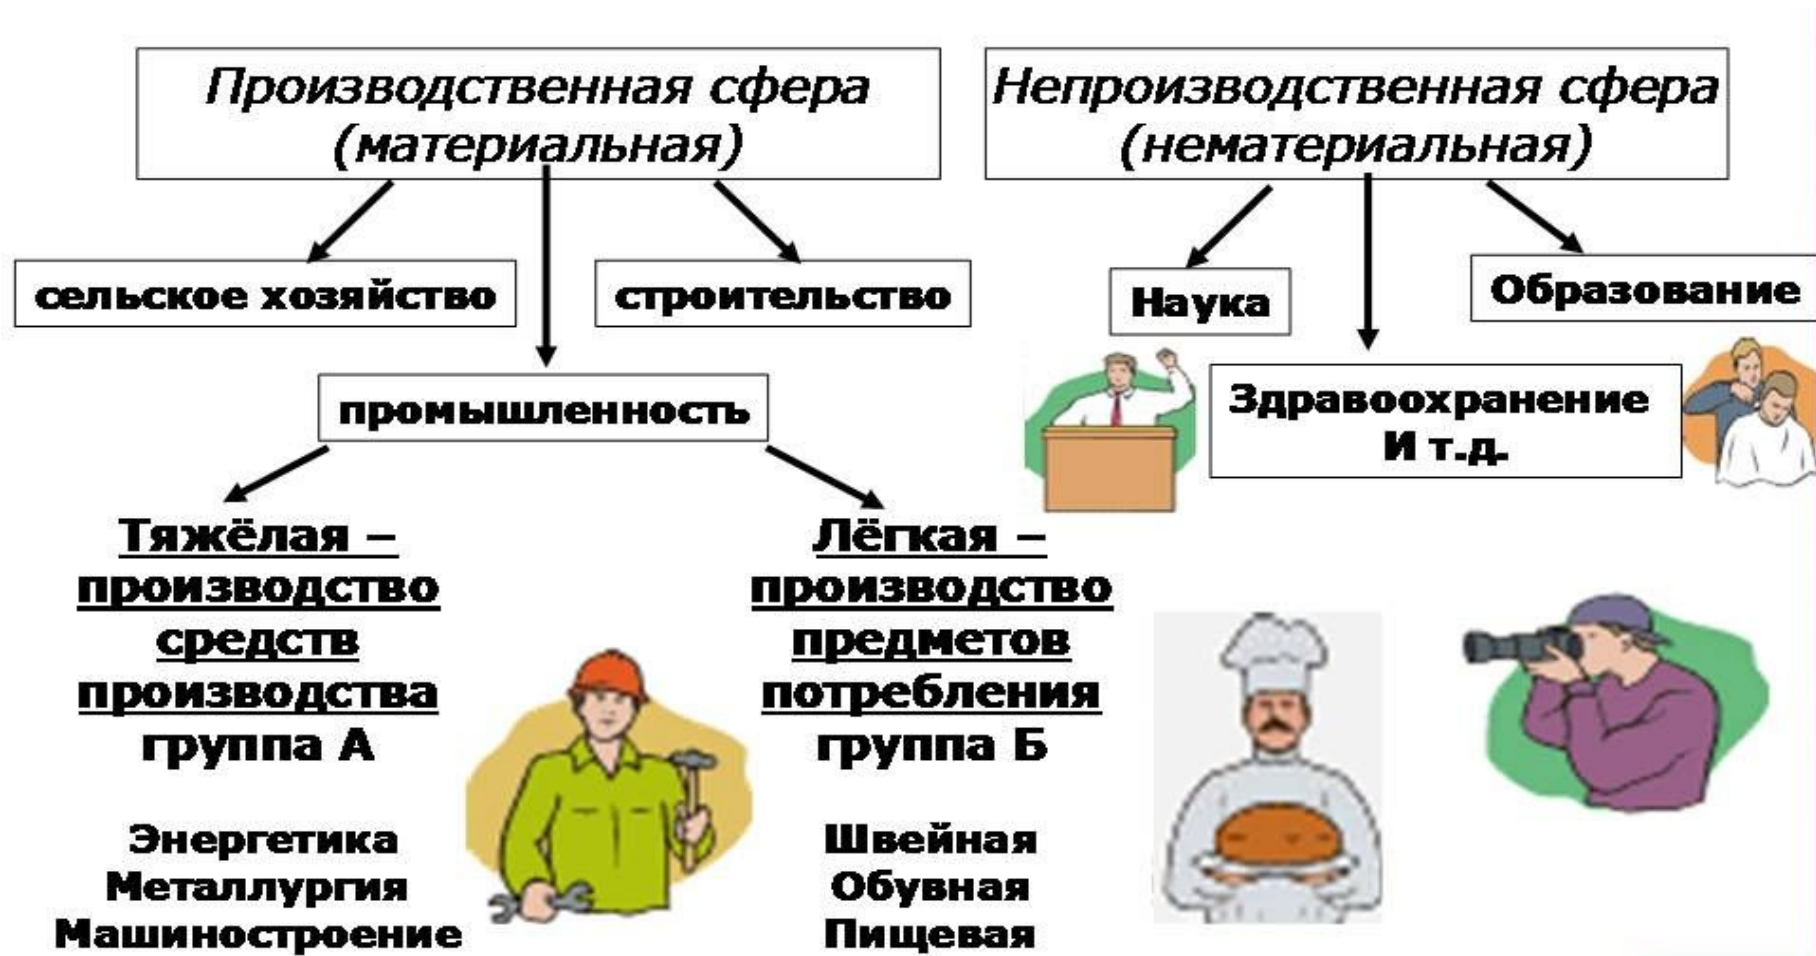 Производственная сфера
(материальная)
Непроизводственная сфера
(нематериальная)
сельское хозяйство
строительство
Наука
Образование
промышленность
Здравоохранение
И т.д.
Тяжёлая –
производство
средств
производства
группа А
Энергетика
Металлургия
Машиностроение
Лёгкая –
производство
предметов
потребления
группа Б
Швейная
Обувная
Пищевая